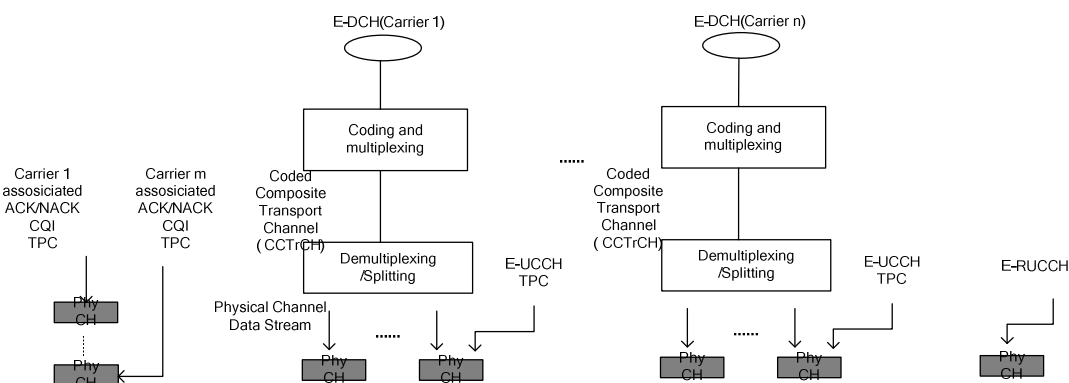 E-DCH(Carrier 1)
E-DCH(Carrier n)
Coding and
multiplexing
Coding and
multiplexing
......
Carrier 1
assosiciated
ACK/NACK
CQI
TPC
Carrier m
assosiciated
ACK/NACK
CQI
TPC
Coded
Composite
Transport
Channel
( CCTrCH)
Coded
Composite
Transport
Channel
( CCTrCH)
Demultiplexing
/Splitting
E-UCCH
TPC
Demultiplexing
/Splitting
E-UCCH
TPC
E-RUCCH
Physical Channel
Data Stream
......
......
Phy
CH
Phy
CH
Phy
CH
Phy
CH
Phy
CH
Phy
CH
Phy
CH